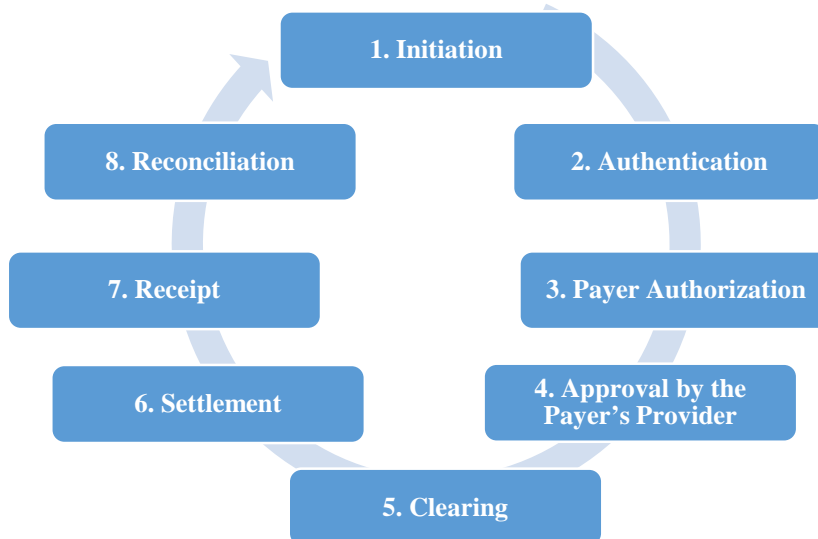 1. Initiation
2. Authentication
3. Payer Authorization
4. Approval by the
Payer’s Provider
5. Clearing
6. Settlement
7. Receipt
8. Reconciliation